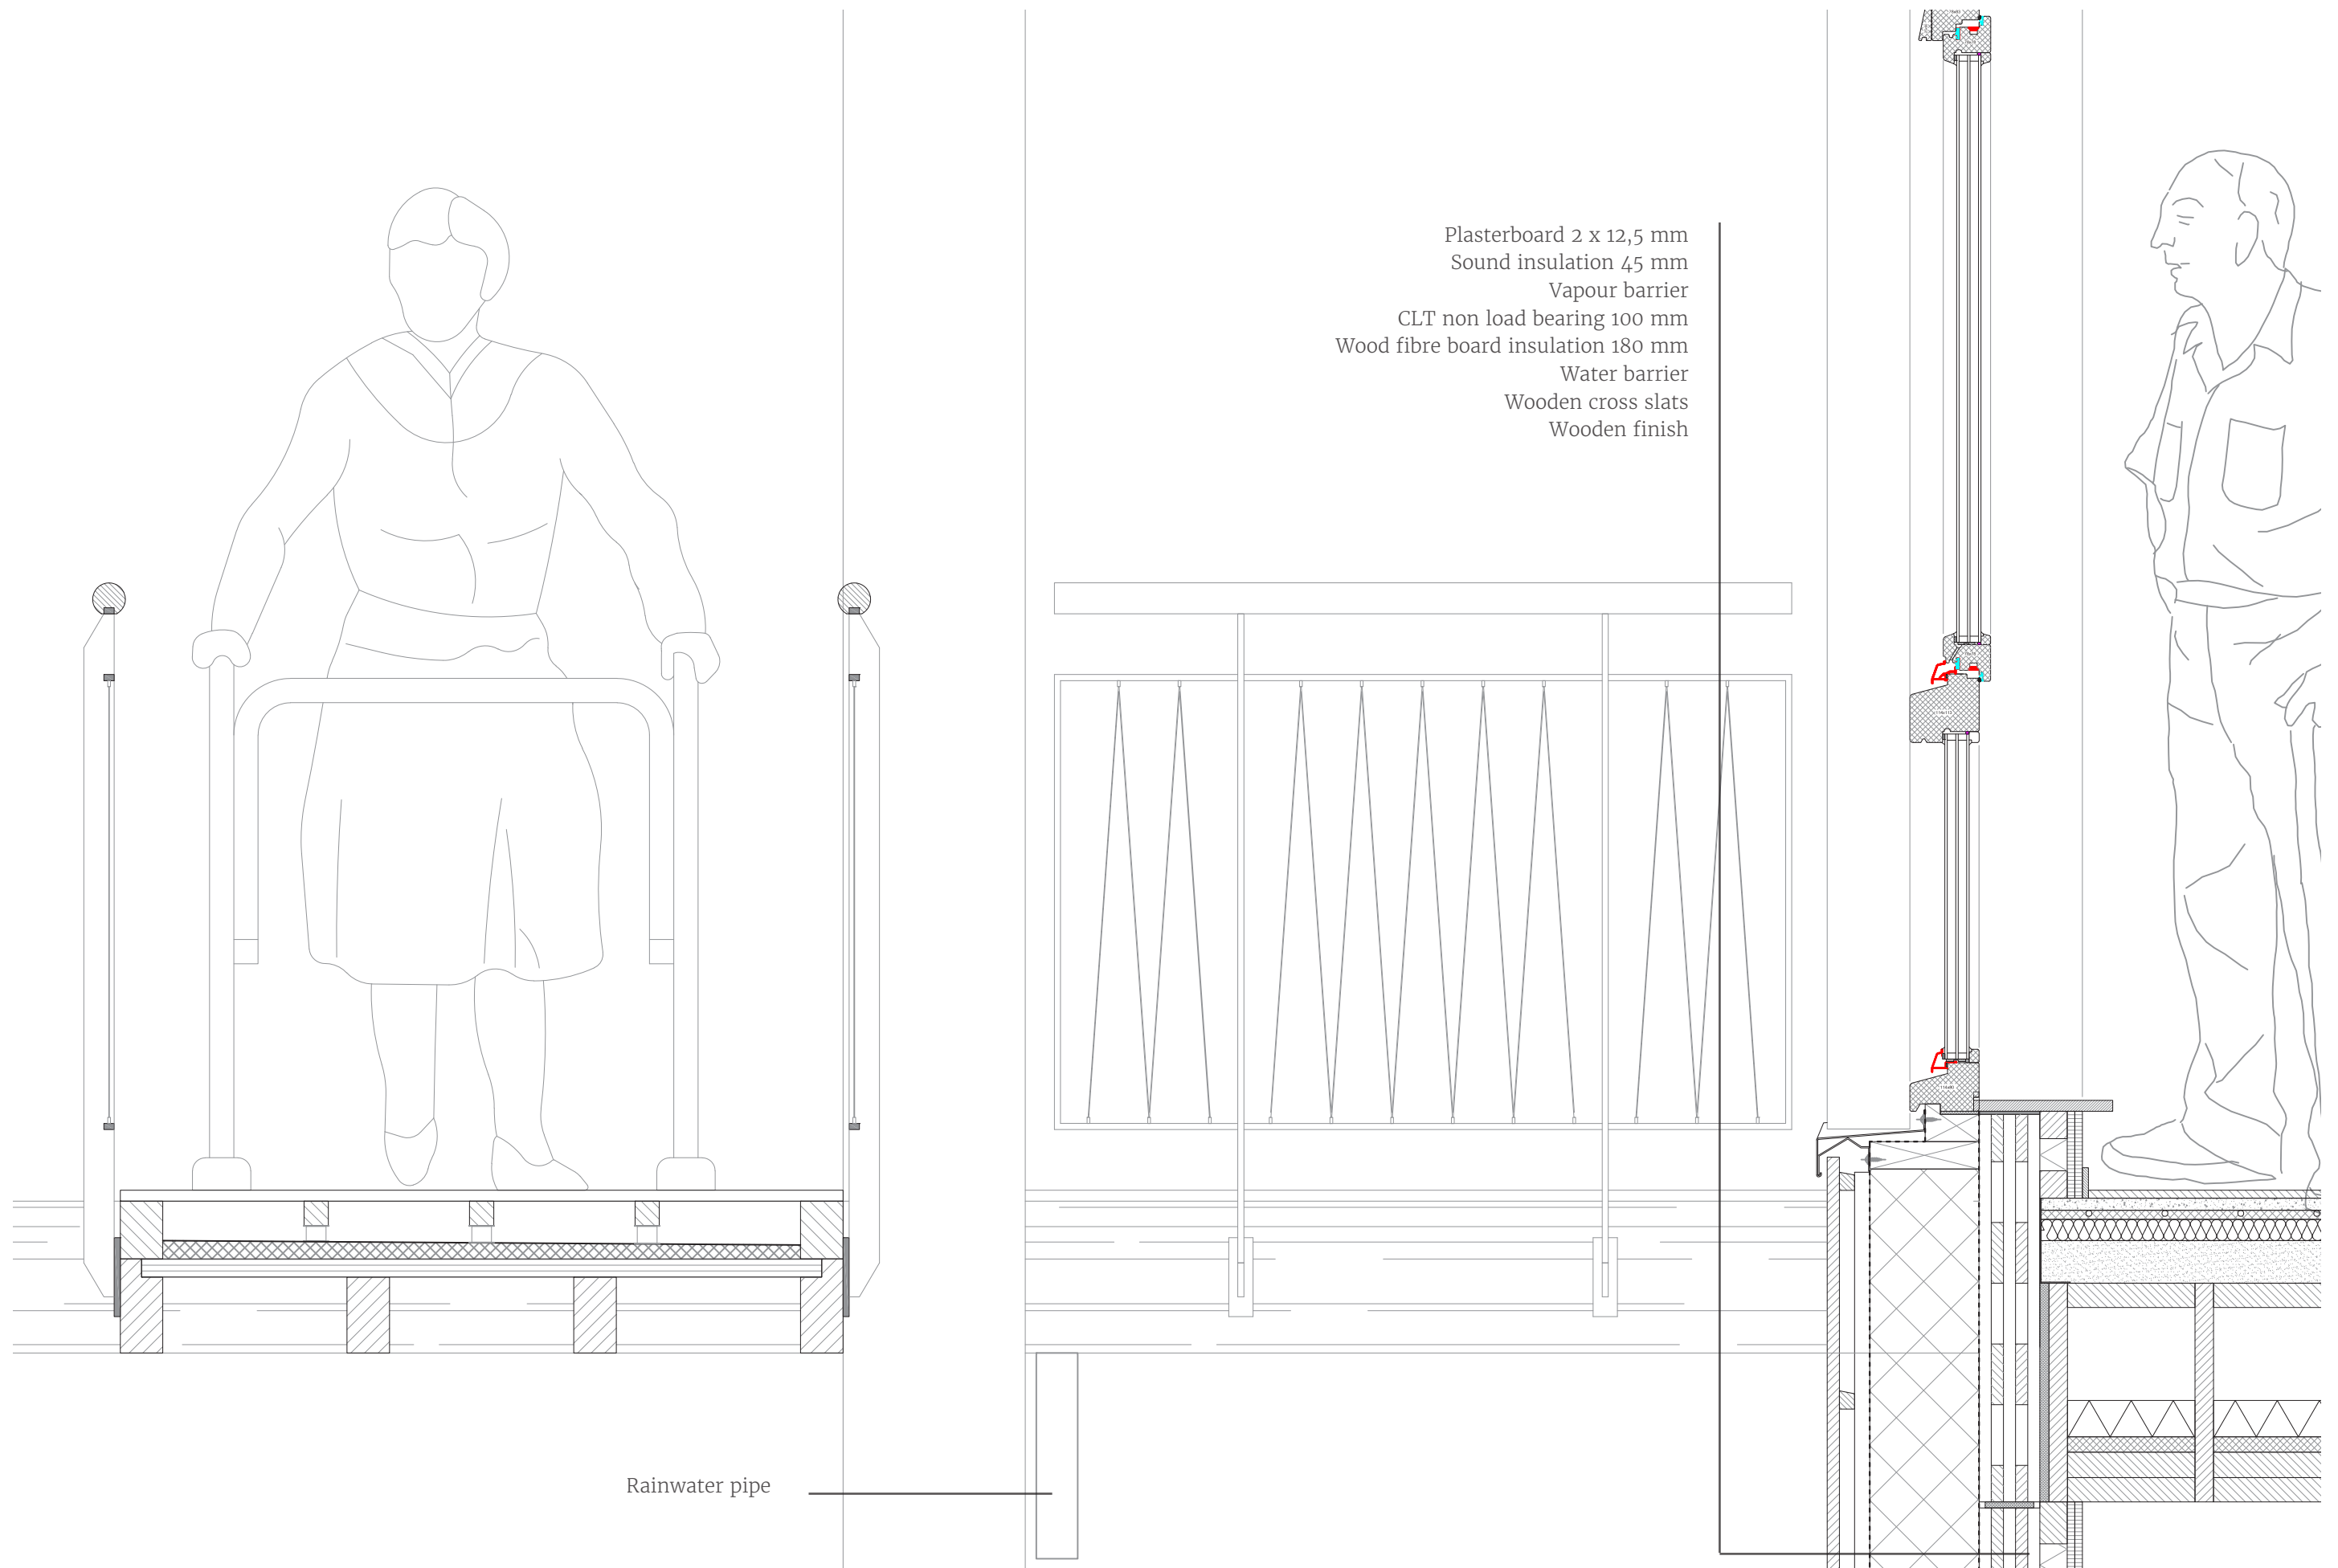 Plasterboard 2 x 12,5 mm
Sound insulation 45 mm
Vapour barrier
CLT non load bearing 100 mm
Wood fibre board insulation 180 mm
Water barrier
Wooden cross slats
Wooden finish
Rainwater pipe